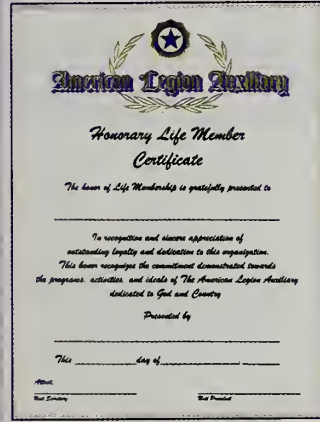 American Legion Auxiliary
Honorary Life Member
Certificate
The honor of Life Membership is gratefully presented to
In recognition and sincere appreciation of
outstanding loyalty and dedication to this organization.
This honor recognizes the commitment demonstrated towards
the programs, activities, and ideals of The American Legion Auxiliary
dedicated to God and Country
Presented by
This day of ,
Attest,
Unit Secretary Unit President